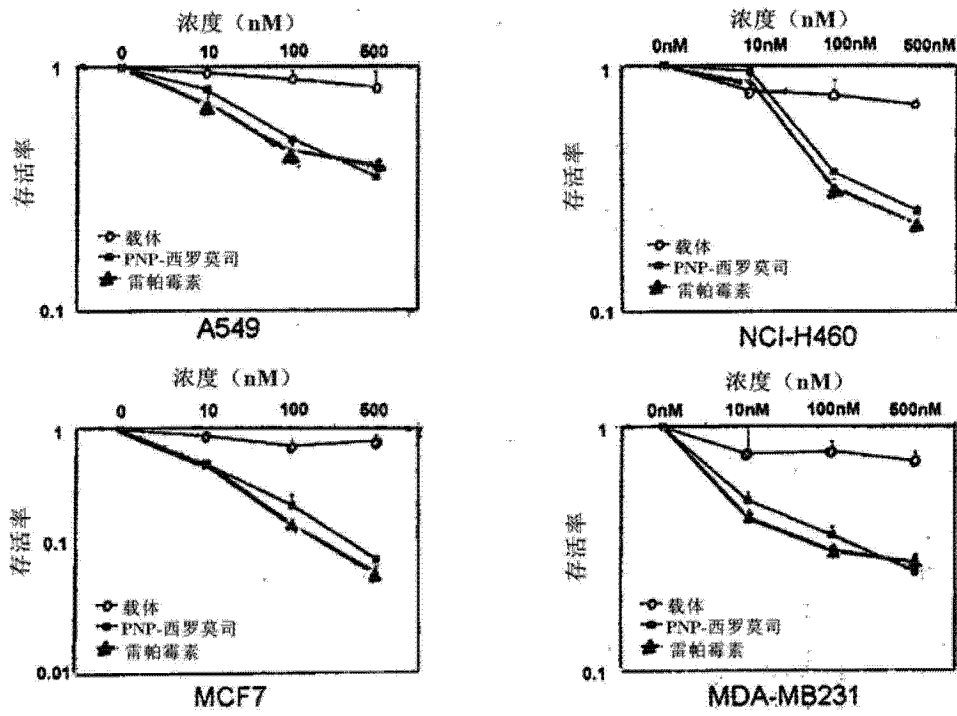 浓度（nM）
0 10 100 500
1
存活率
载体
PNP-西罗莫司
雷帕霉素
0.1
A549
浓度（nM）
0nM 10nM 100nM 500nM
1
存活率
载体
PNP-西罗莫司
雷帕霉素
0.1
NCI-H460
浓度（nM）
0 10 100 500
1
0.1
存活率
载体
PNP-西罗莫司
雷帕霉素
0.01
MCF7
浓度（nM）
0nM 10nM 100nM 500nM
1
存活率
载体
PNP-西罗莫司
雷帕霉素
0.1
MDA-MB231